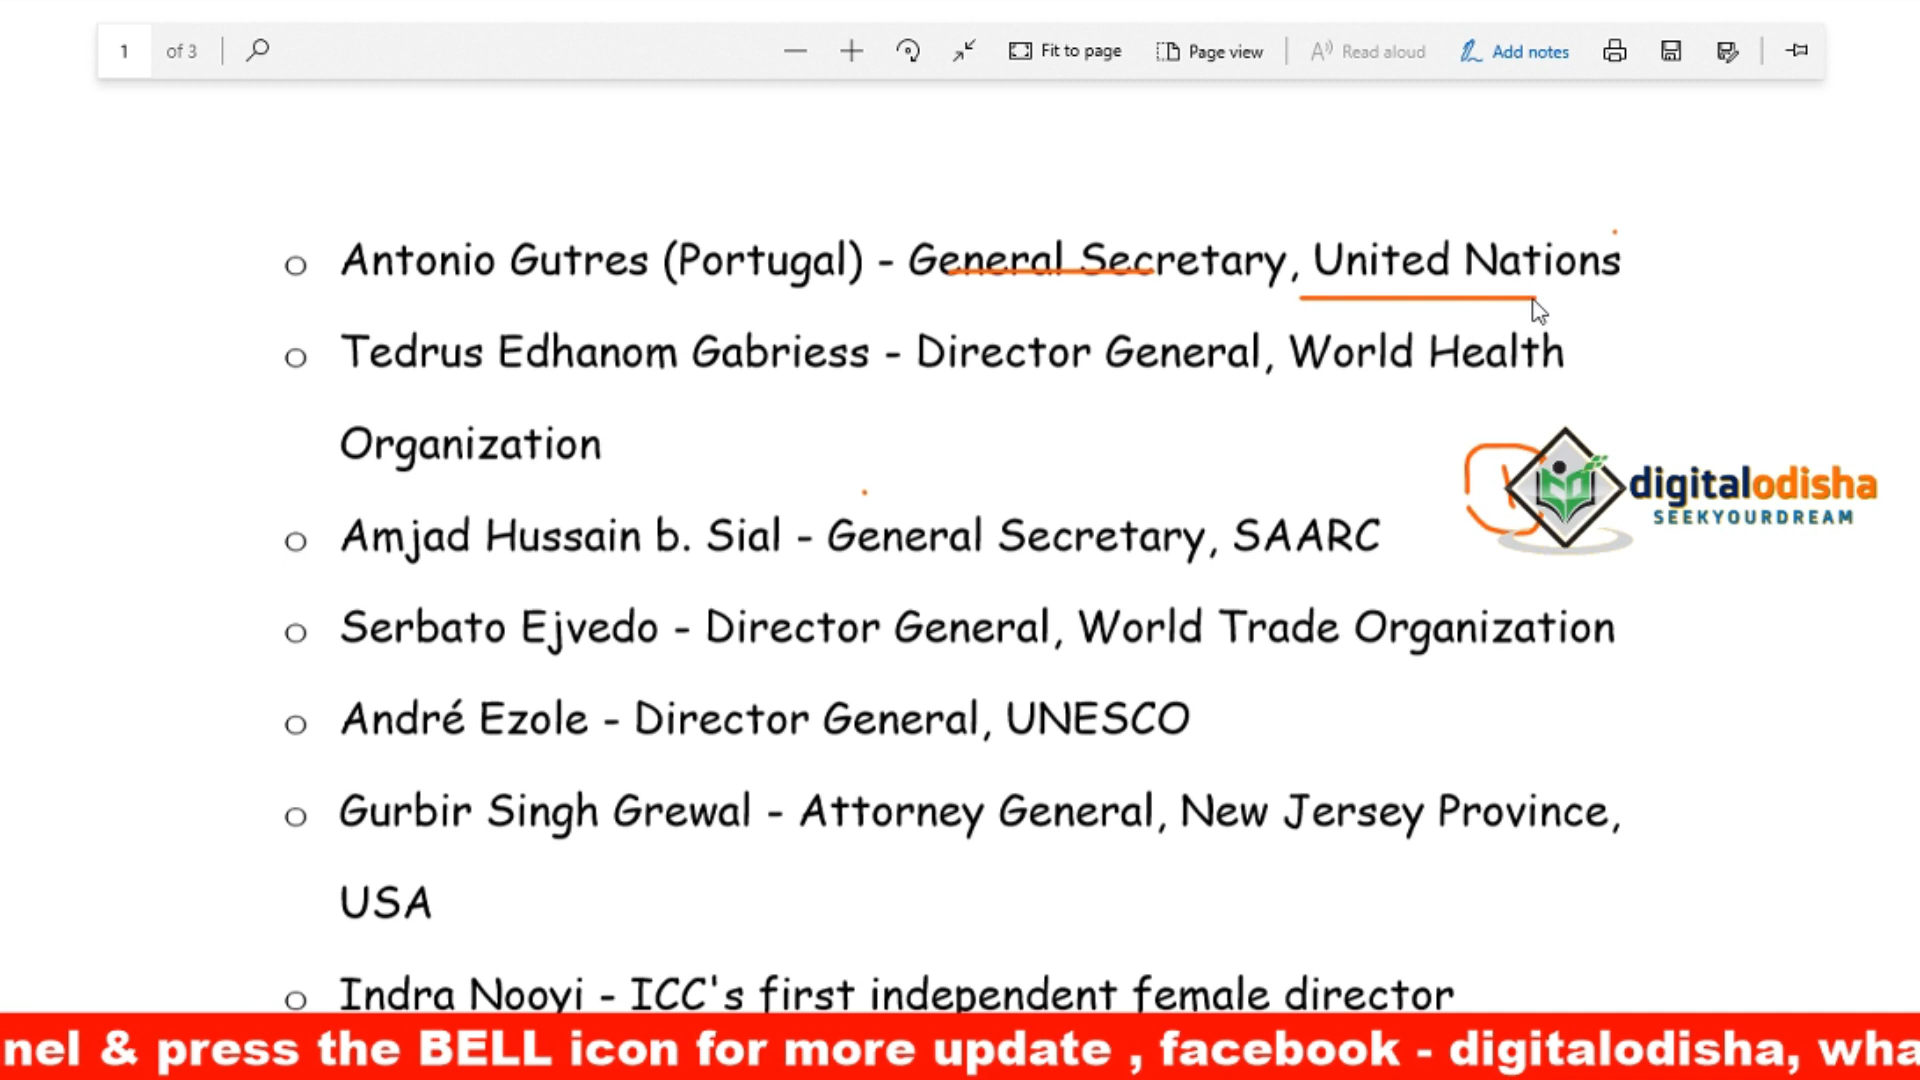 1 of 3 Fit to page Page view Read aloud Add notes
o Antonio Gutres (Portugal) - General Secretary, United Nations
o Tedrus Edhanom Gabriess - Director General, World Health
Organization
digitalodisha
SEEKYOURDREAM
o Amjad Hussain b. Sial - General Secretary, SAARC
o Serbato Ejvedo - Director General, World Trade Organization
o André Ezole - Director General, UNESCO
o Gurbir Singh Grewal - Attorney General, New Jersey Province,
USA
o Indra Nooyi - ICC's first independent female director
nel & press the BELL icon for more update , facebook - digitalodisha, wha